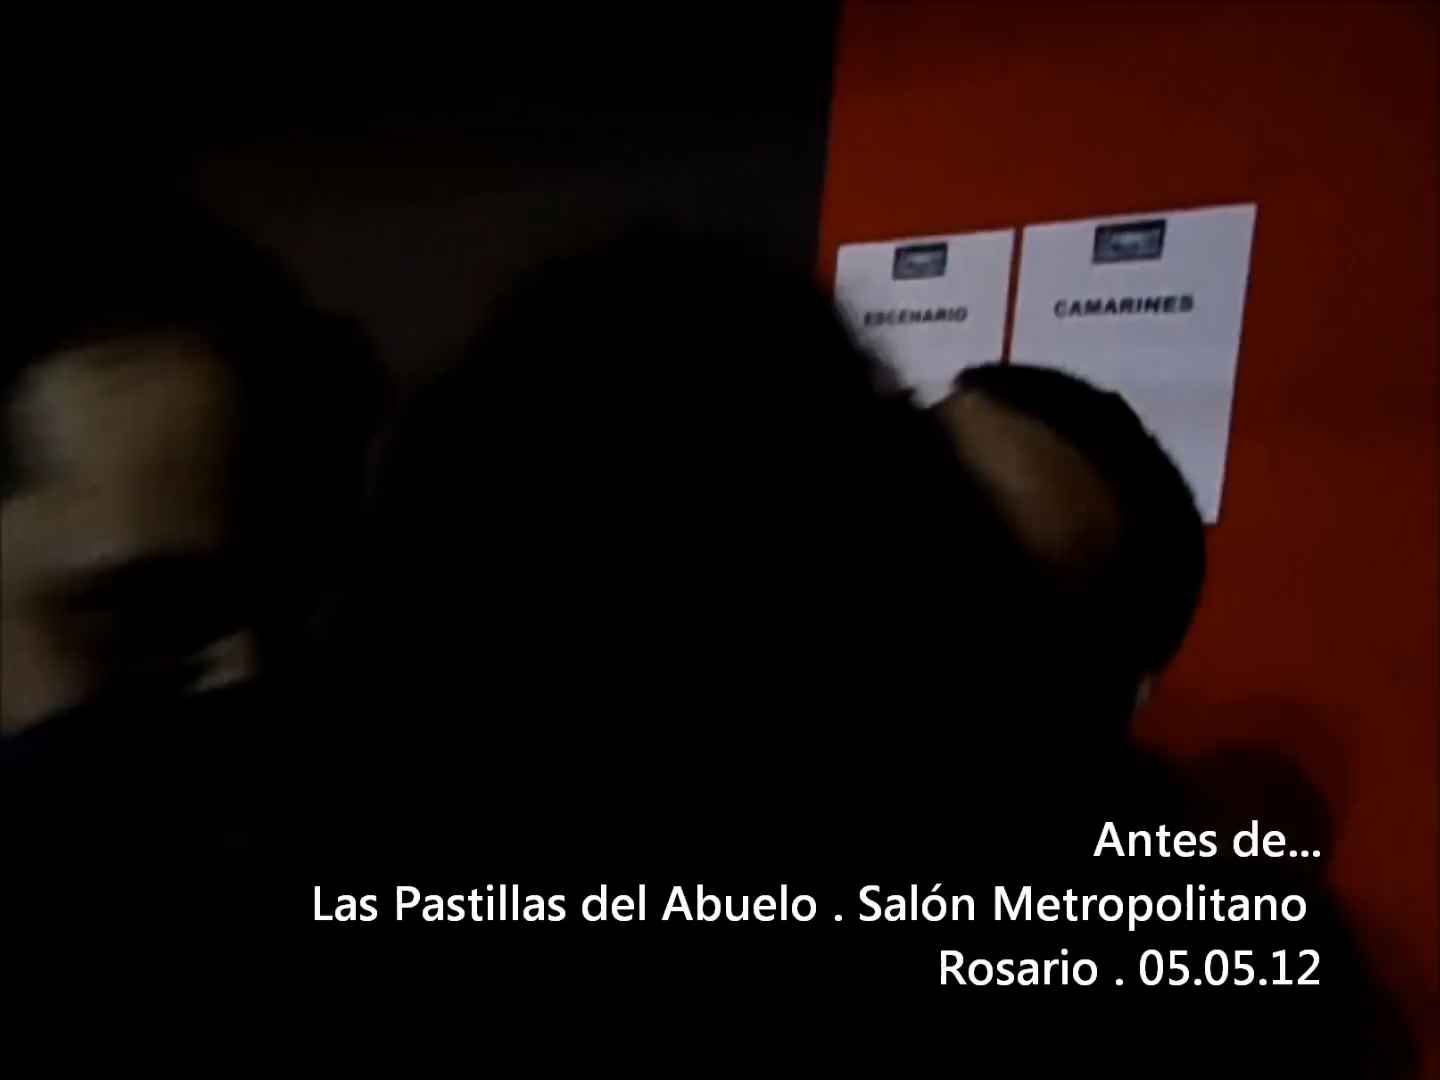 ESCENARIO
CAMARINES
Antes de...
Las Pastillas del Abuelo . Salón Metropolitano
Rosario . 05.05.12